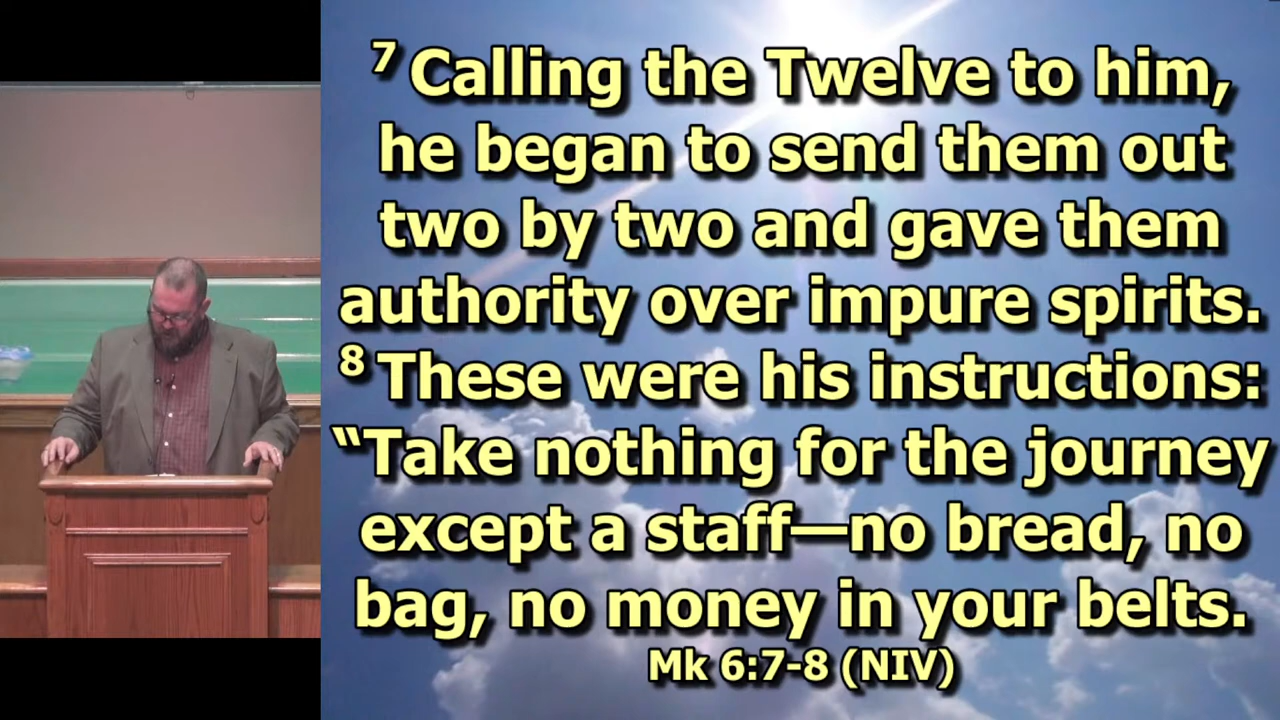 7 Calling the Twelve to him,
he began to send them out
two by two and gave them
authority over impure spirits.
8 These were his instructions:
“Take nothing for the journey
except a staff—no bread, no
bag, no money in your belts.
Mk 6:7-8 (NIV)